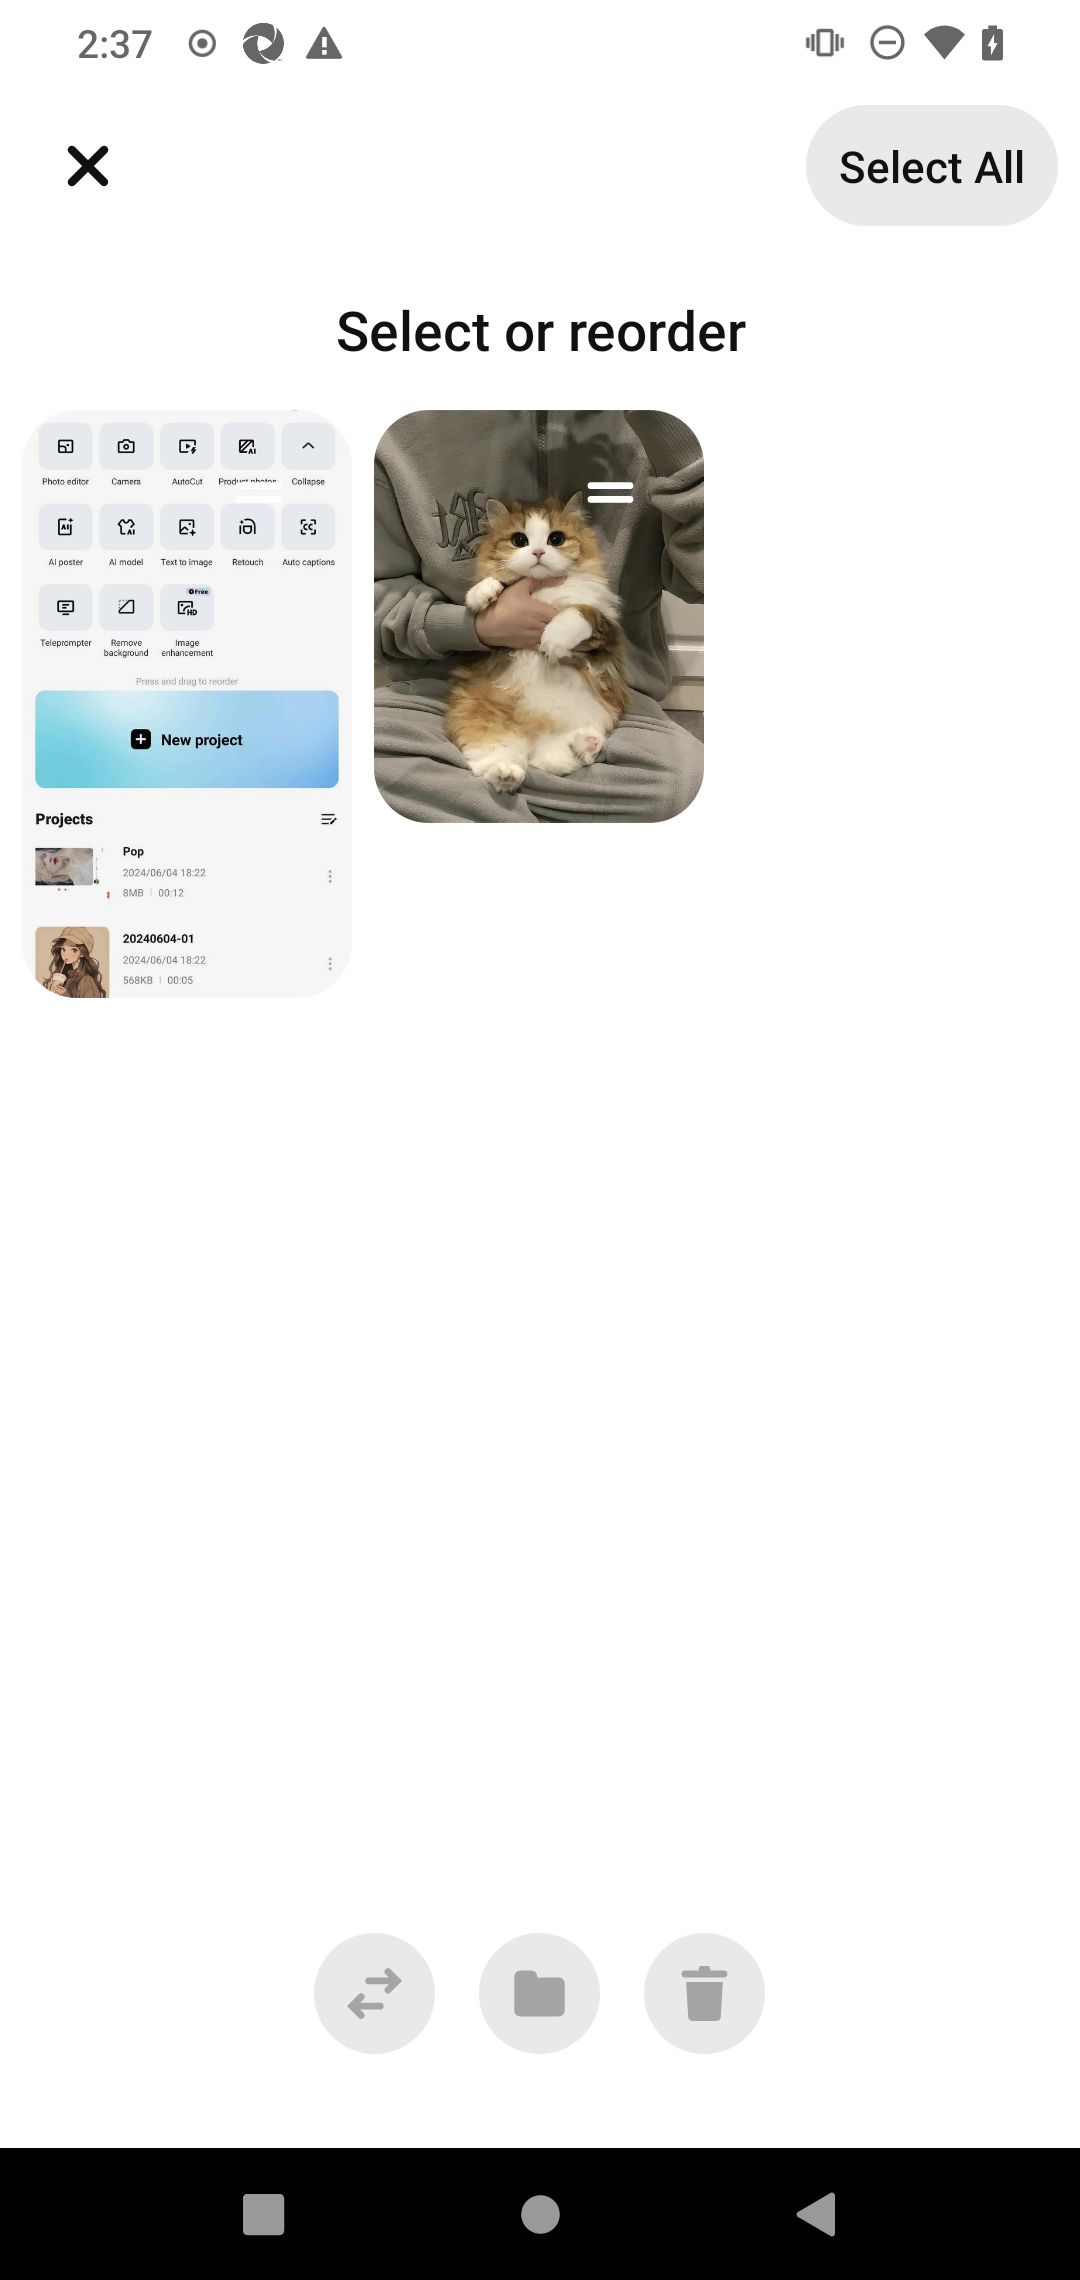 2:37
Select All
Select or reorder
Photo editor
Camera
AutoCut
Product photos
Collapse
AI
AI poster
AI model
Text to image
Retouch
Auto captions
Free
HD
Teleprompter
Remove background
Image enhancement
Press and drag to reorder
New project
Projects
Pop
2024/06/04 18:22
8MB | 00:12
20240604-01
2024/06/04 18:22
568KB | 00:05